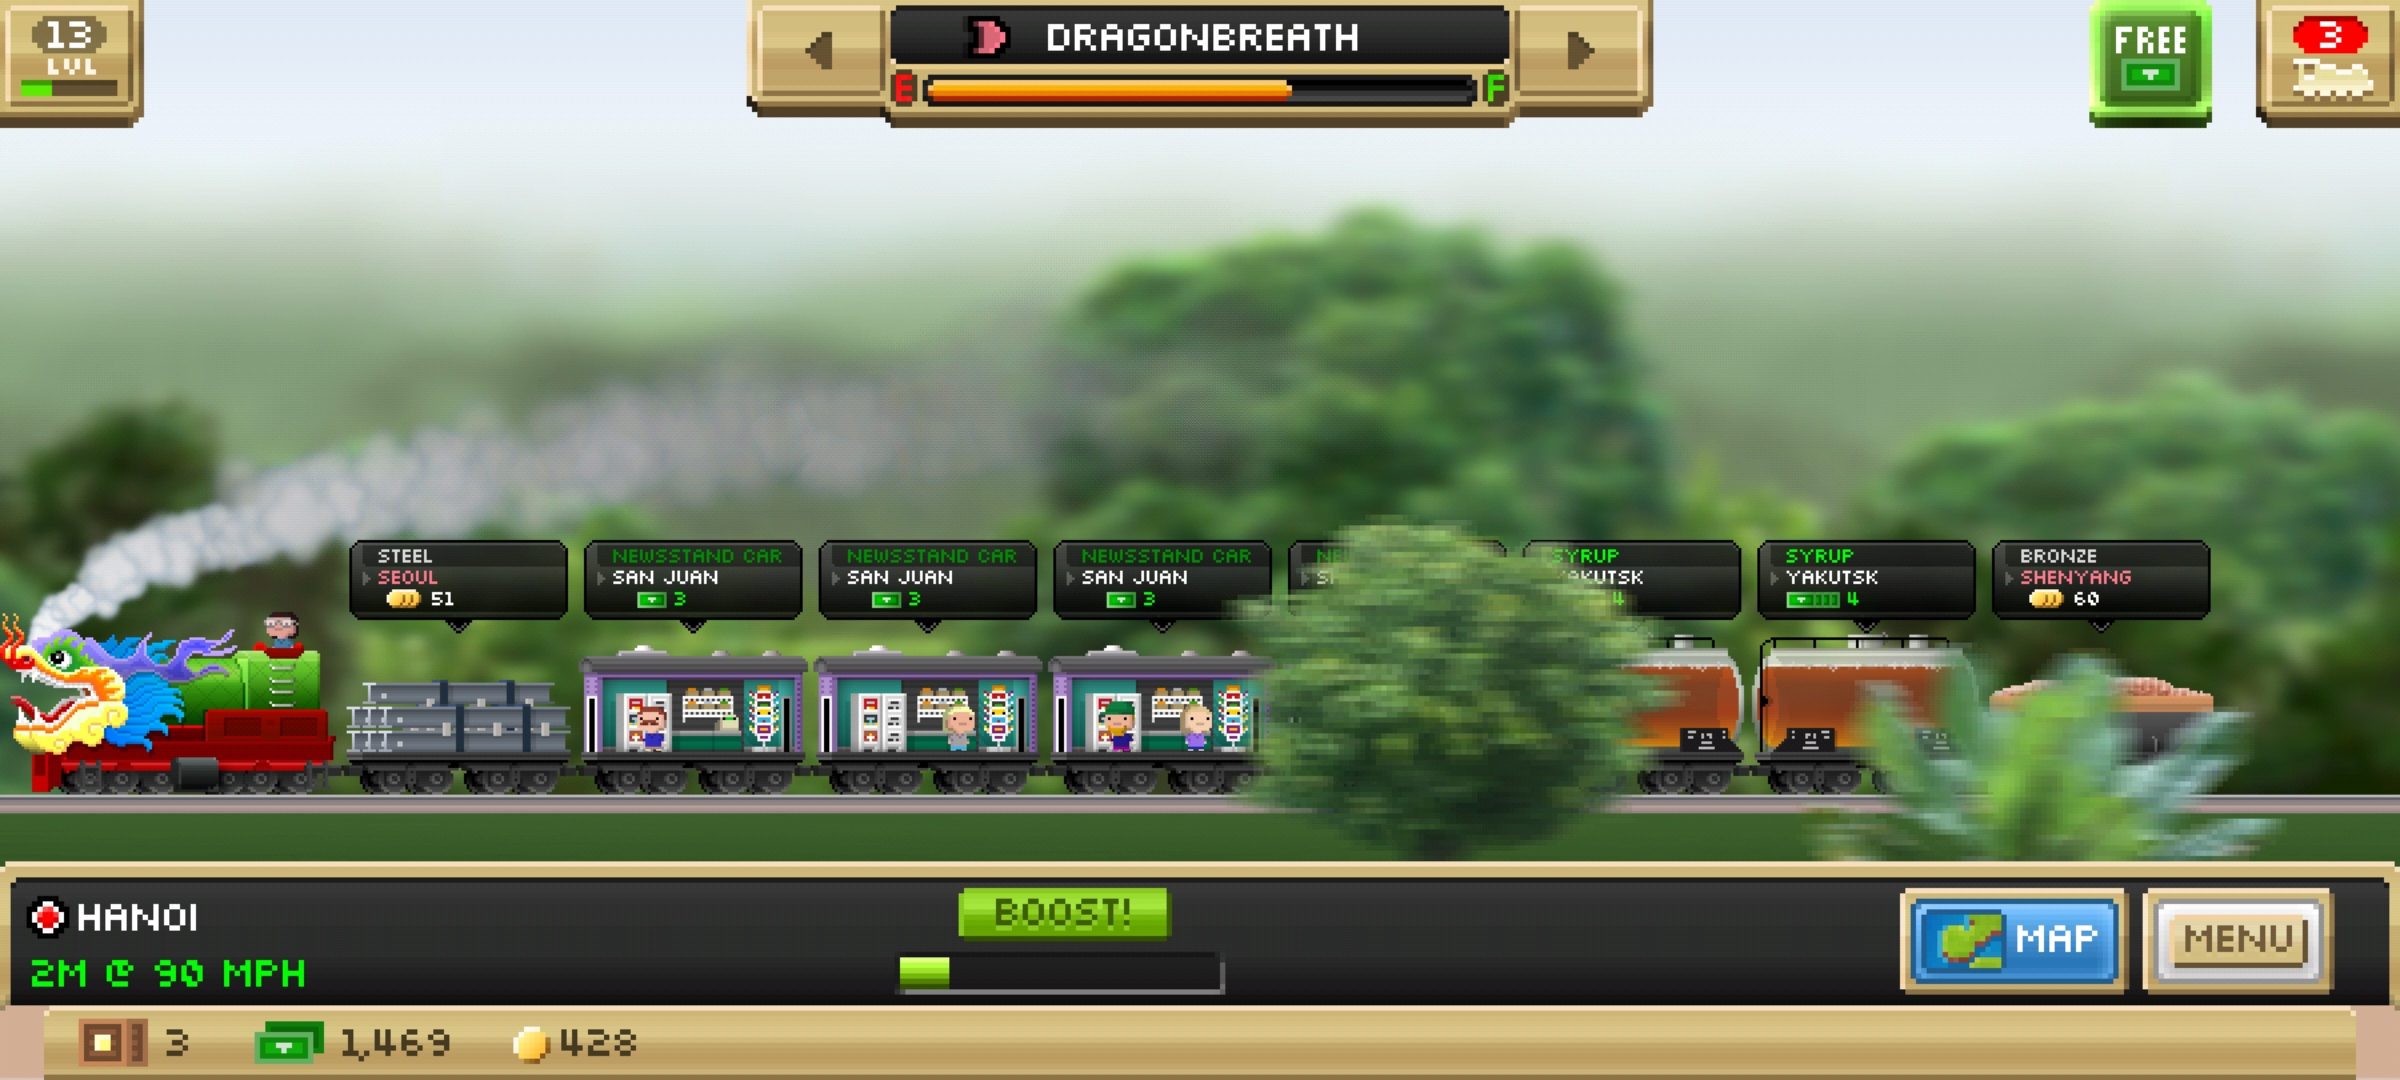 13
LVL
DRAGONBREATH
E
F
FREE
3
STEEL
SEOUL
51
NEWSSTAND CAR
SAN JUAN
3
NEWSSTAND CAR
SAN JUAN
3
NEWSSTAND CAR
SAN JUAN
3
SYRUP
YAKUTSK
4
SYRUP
YAKUTSK
4
BRONZE
SHENYANG
60
HANOI
2M @ 90 MPH
BOOST!
MAP
MENU
3
1,469
428